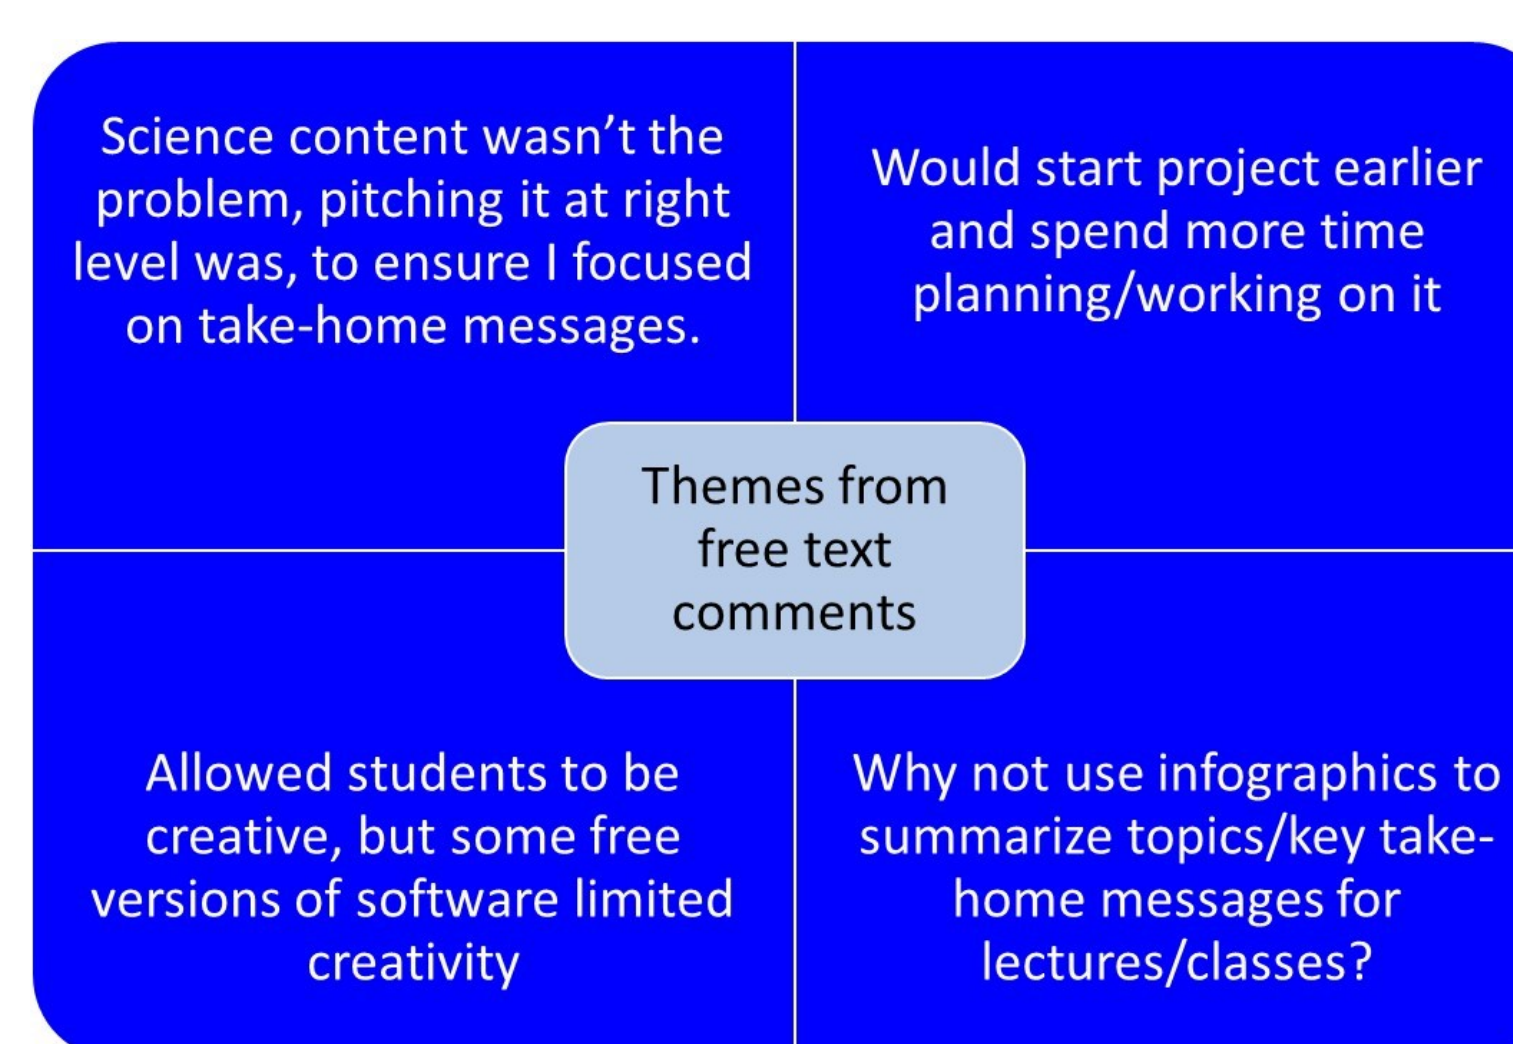 Science content wasn’t the
problem, pitching it at right
level was, to ensure I focused
on take-home messages.
Would start project earlier
and spend more time
planning/working on it
Themes from
free text
comments
Allowed students to be
creative, but some free
versions of software limited
creativity
Why not use infographics to
summarize topics/key take-
home messages for
lectures/classes?